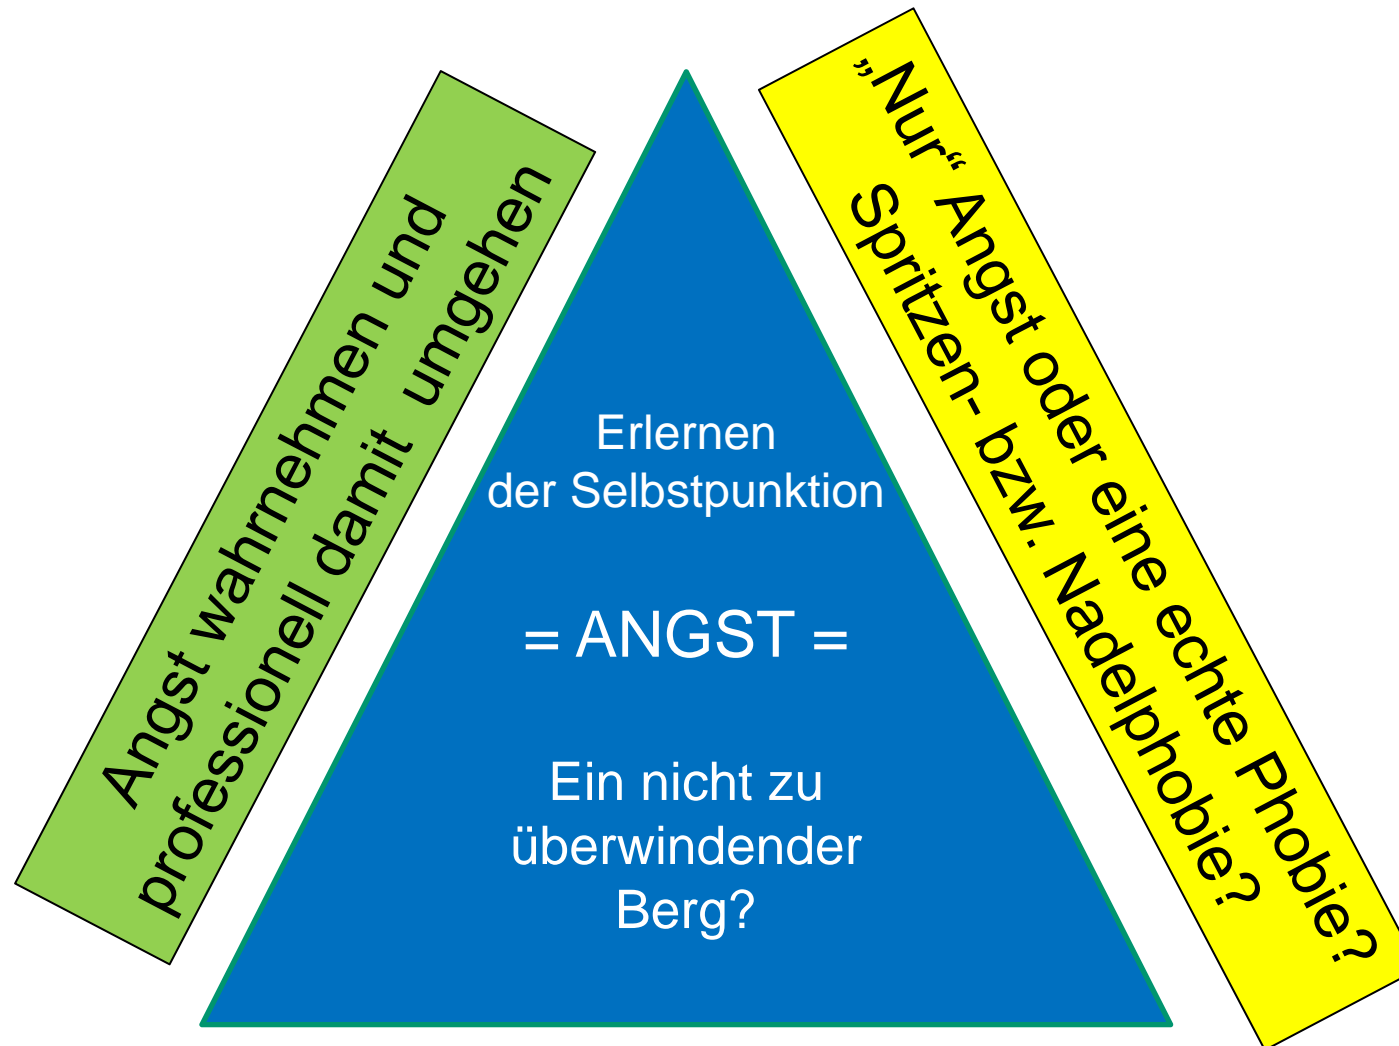 Angst wahrnehmen und
professionell damit umgehen
Erlernen
der Selbstpunktion
= ANGST =
Ein nicht zu
überwindender
Berg?
„Nur“ Angst oder eine echte Phobie?
Spritzen- bzw. Nadelphobie?